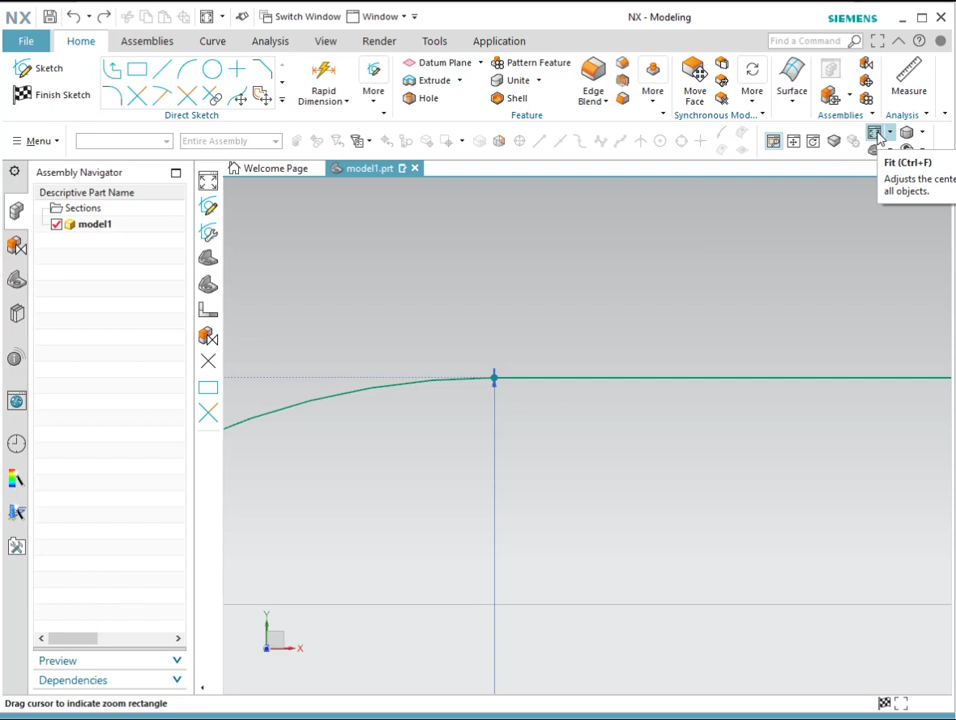 NX
Switch Window
Window
NX - Modeling
SIEMENS
File
Home
Assemblies
Curve
Analysis
View
Render
Tools
Application
Find a Command
Sketch
Finish Sketch
Rapid
Dimension
More
Direct Sketch
Datum Plane
Extrude
Hole
Pattern Feature
Unite
Shell
Edge
Blend
More
Feature
Move
Face
More
Synchronous Mod...
Surface
Assemblies
Measure
Analysis
Menu
Entire Assembly
Fit (Ctrl+F)
Adjusts the cente
all objects.
Welcome Page
model1.prt
Assembly Navigator
Descriptive Part Name
Sections
model1
Y
X
Preview
Dependencies
Drag cursor to indicate zoom rectangle